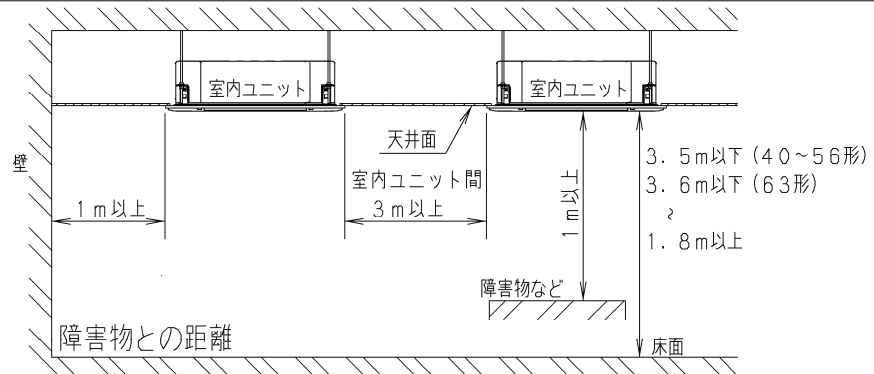 室内ユニット
室内ユニット
天井面
壁
3．5m以下（40～56形）
3．6m以下（63形）
～
1．8m以上
室内ユニット間
3m以上
1m以上
1m以上
障害物など
障害物との距離
床面